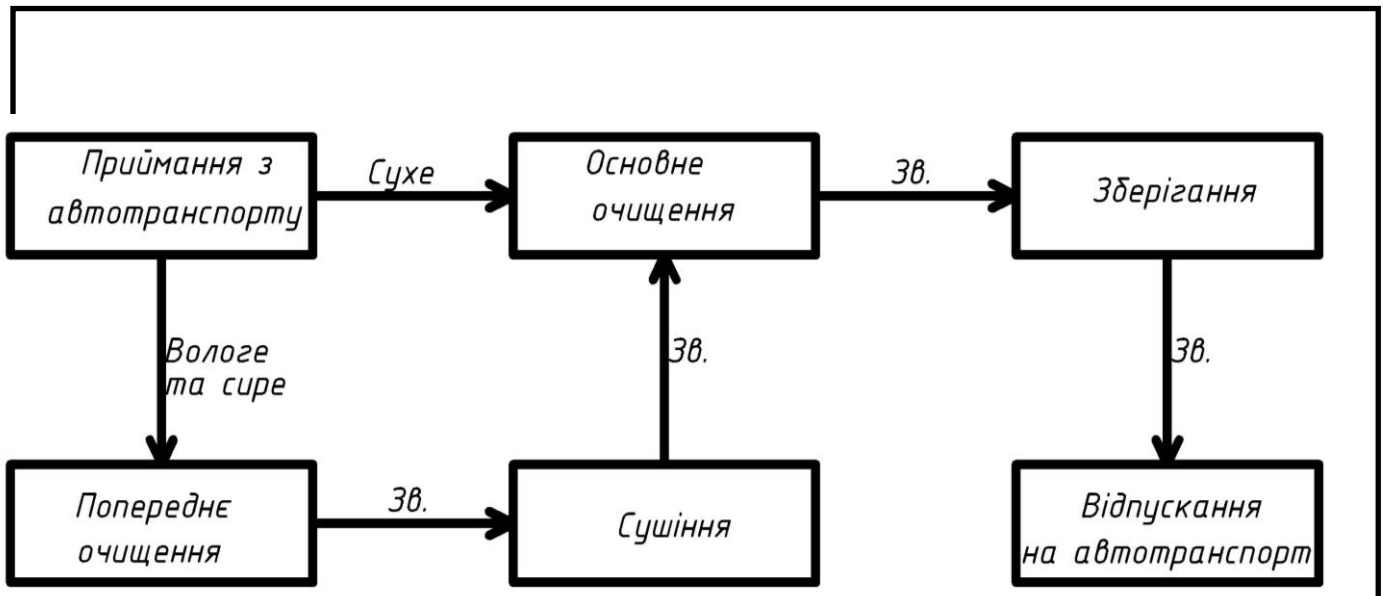 Приймання з
автотранспорту
Сухе
Основне
очищення
Зв.
Зберігання
Вологе
та сире
Зв.
Зв.
Попереднє
очищення
Зв.
Сушіння
Відпускання
на автотранспорт